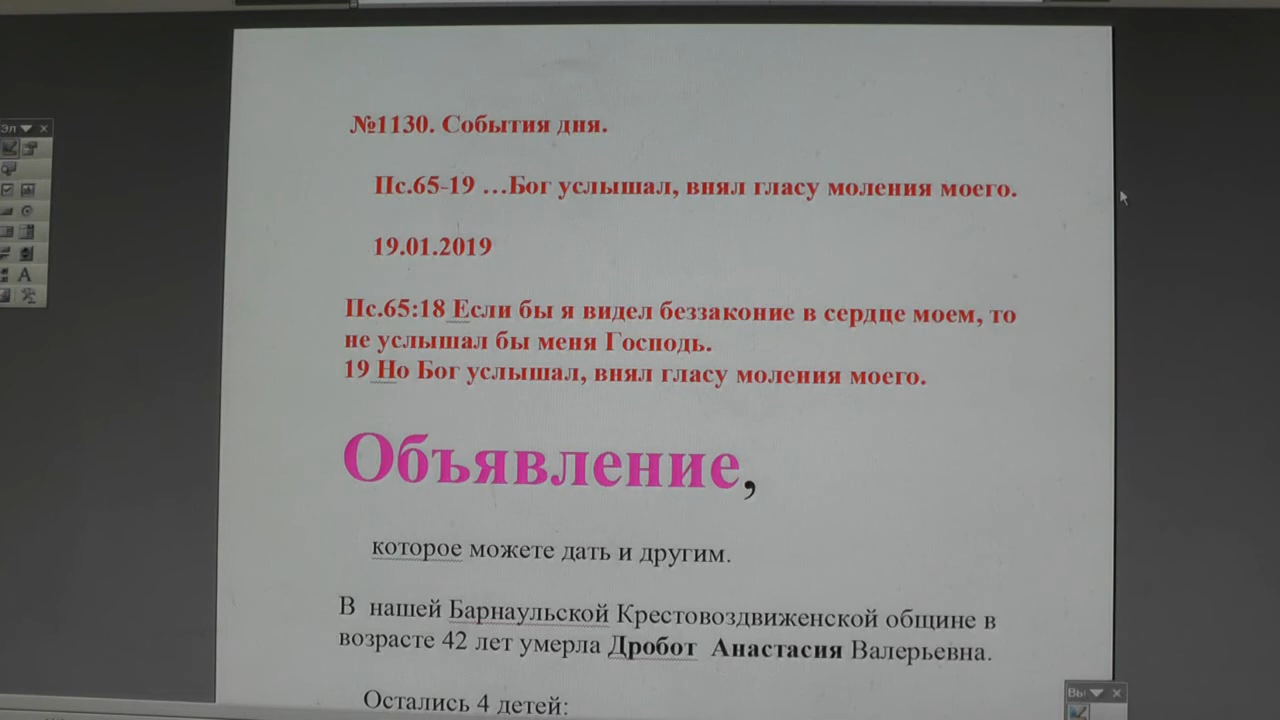 №1130. События дня.
Пс.65-19 …Бог услышал, внял гласу моления моего.
19.01.2019
Пс.65:18 Если бы я видел беззаконие в сердце моем, то
не услышал бы меня Господь.
19 Но Бог услышал, внял гласу моления моего.
Объявление,
которое можете дать и другим.
В нашей Барнаульской Крестовоздвиженской общине в
возрасте 42 лет умерла Дробот Анастасия Валерьевна.
Остались 4 детей:
Эл
Вы